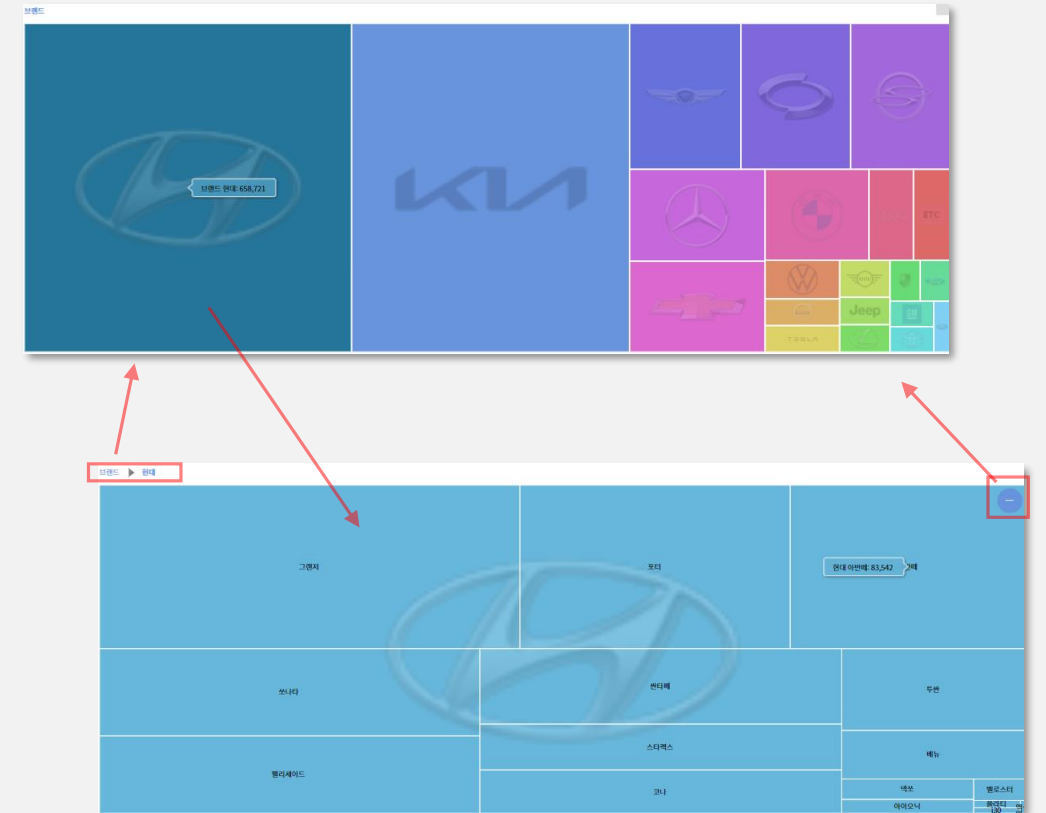 브랜드
브랜드 현대: 658,721
KIA
ETC
Jeep
TESLA
브랜드 ▶ 현대
그랜저
포터
현대 아반떼: 83,542
쏘나타
싼타페
투싼
스타렉스
베뉴
팰리세이드
코나
넥쏘
벨로스터
아이오닉
i30